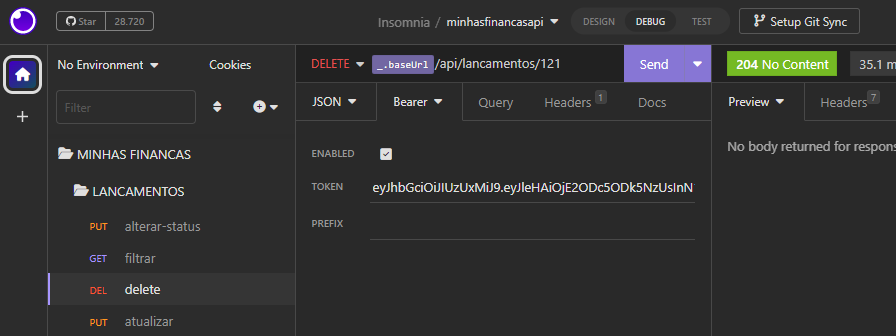 Star 28.720
Insomnia / minhasfinancasapi
DESIGN DEBUG TEST
Setup Git Sync
No Environment
Cookies
DELETE _.baseUrl /api/lancamentos/121
Send
204 No Content
35.1 m
Filter
JSON
Bearer
Query
Headers 1
Docs
Preview
Headers 7
MINHAS FINANCAS
LANCAMENTOS
PUT alterar-status
GET filtrar
DEL delete
PUT atualizar
ENABLED
TOKEN eyJhbGciOiJIUzUxMiJ9.eyJleHAiOjE2ODc5ODk5NzUsInN
PREFIX
No body returned for respons